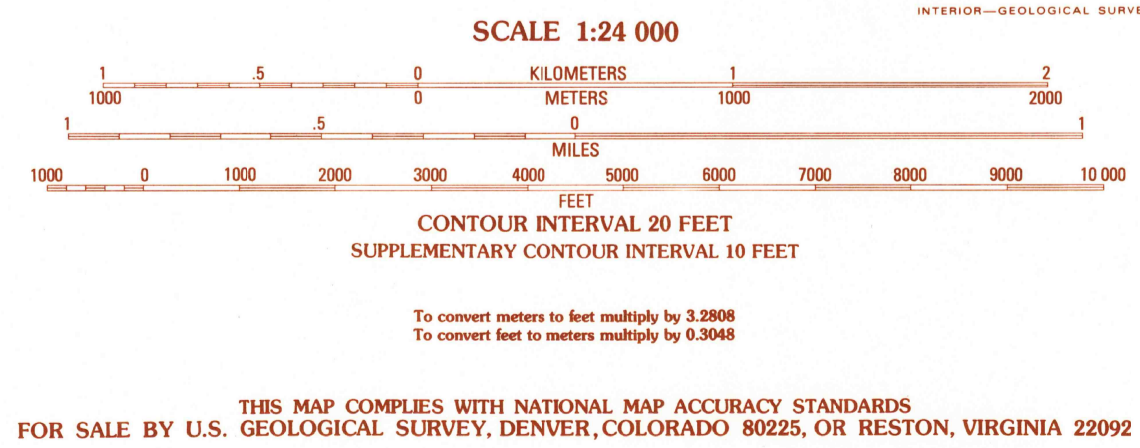 INTERIOR—GEOLOGICAL SURVE
SCALE 1:24 000
1 .5 0 KILOMETERS 1 2
1000 0 METERS 1000 2000
1 .5 0 1
MILES
1000 0 1000 2000 3000 4000 5000 6000 7000 8000 9000 10 000
FEET
CONTOUR INTERVAL 20 FEET
SUPPLEMENTARY CONTOUR INTERVAL 10 FEET
To convert meters to feet multiply by 3.2808
To convert feet to meters multiply by 0.3048
THIS MAP COMPLIES WITH NATIONAL MAP ACCURACY STANDARDS
FOR SALE BY U.S. GEOLOGICAL SURVEY, DENVER, COLORADO 80225, OR RESTON, VIRGINIA 22092